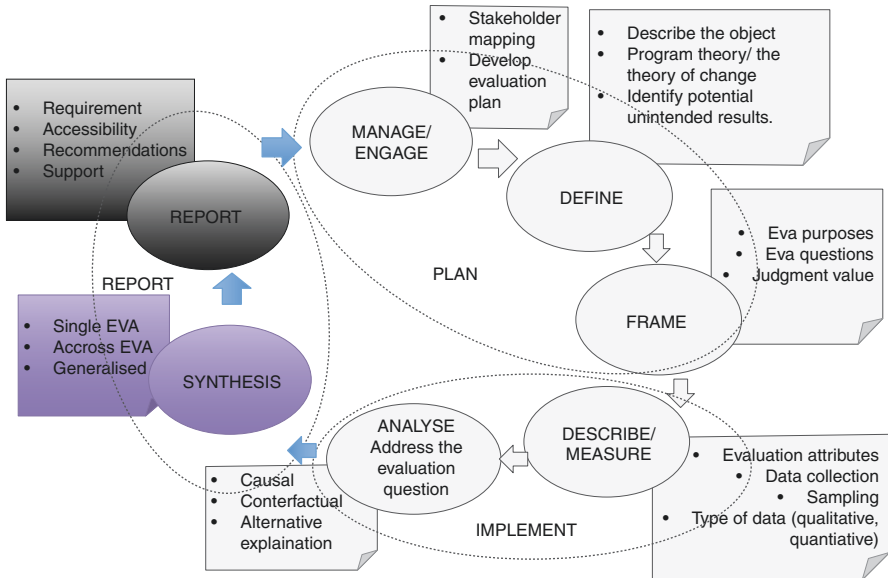 • Stakeholder
mapping
• Develop
evaluation
plan
MANAGE/
ENGAGE
• Describe the object
• Program theory/ the
theory of change
• Identify potential
unintended results.
DEFINE
• Eva purposes
• Eva questions
• Judgment value
FRAME
PLAN
• Evaluation attributes
• Data collection
• Sampling
• Type of data (qualitative,
quantiative)
DESCRIBE/
MEASURE
ANALYSE
Address the
evaluation
question
• Causal
• Conterfactual
• Alternative
explaination
IMPLEMENT
• Single EVA
• Accross EVA
• Generalised
SYNTHESIS
REPORT
• Requirement
• Accessibility
• Recommendations
• Support
REPORT